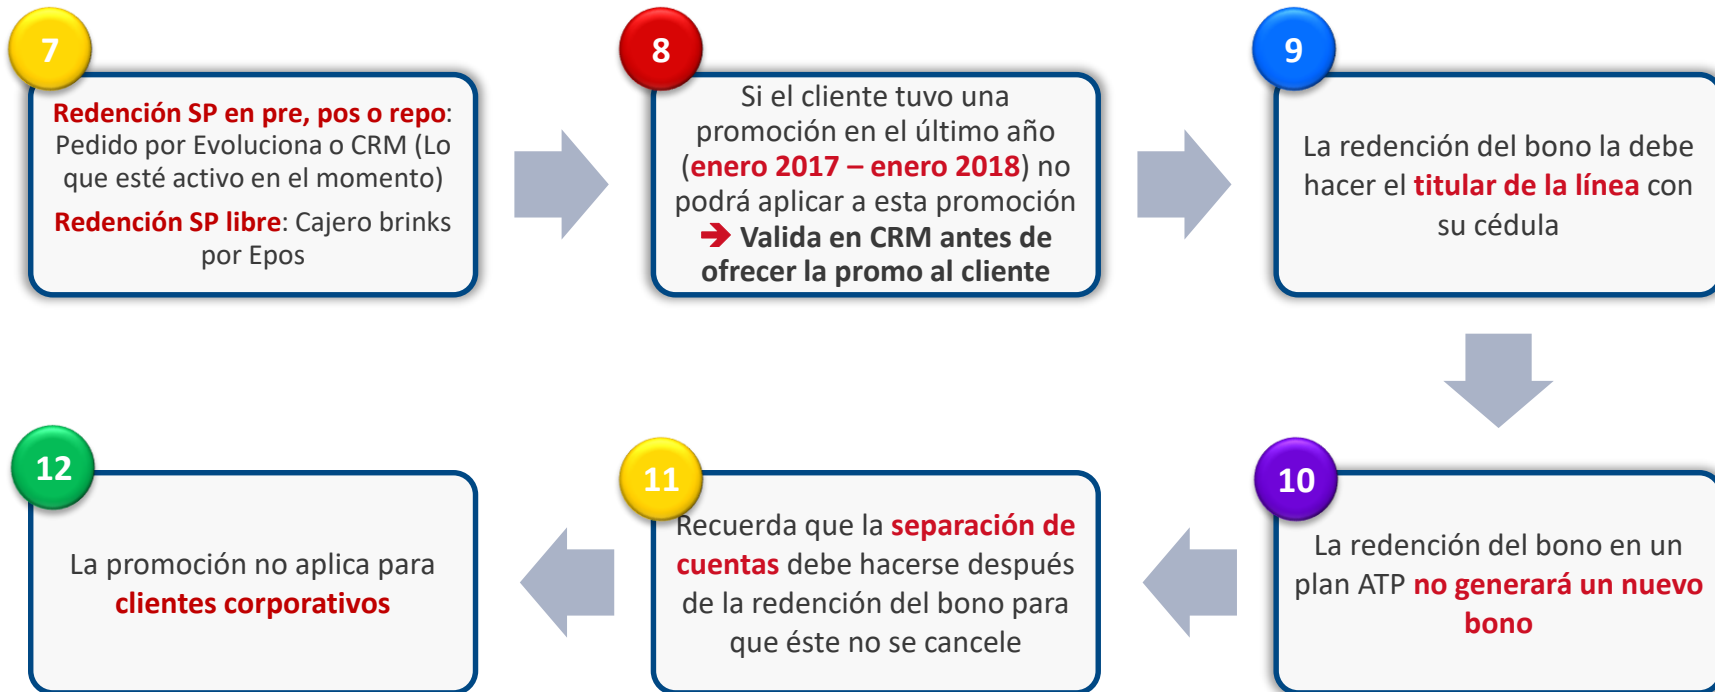 7
Redención SP en pre, pos o repo:
Pedido por Evoluciona o CRM (Lo
que esté activo en el momento)
Redención SP libre: Cajero brinks
por Epos
8
Si el cliente tuvo una
promoción en el último año
(enero 2017 – enero 2018) no
podrá aplicar a esta promoción
➔ Valida en CRM antes de
ofrecer la promo al cliente
9
La redención del bono la debe
hacer el titular de la línea con
su cédula
10
La redención del bono en un
plan ATP no generará un nuevo
bono
11
Recuerda que la separación de
cuentas debe hacerse después
de la redención del bono para
que éste no se cancele
12
La promoción no aplica para
clientes corporativos